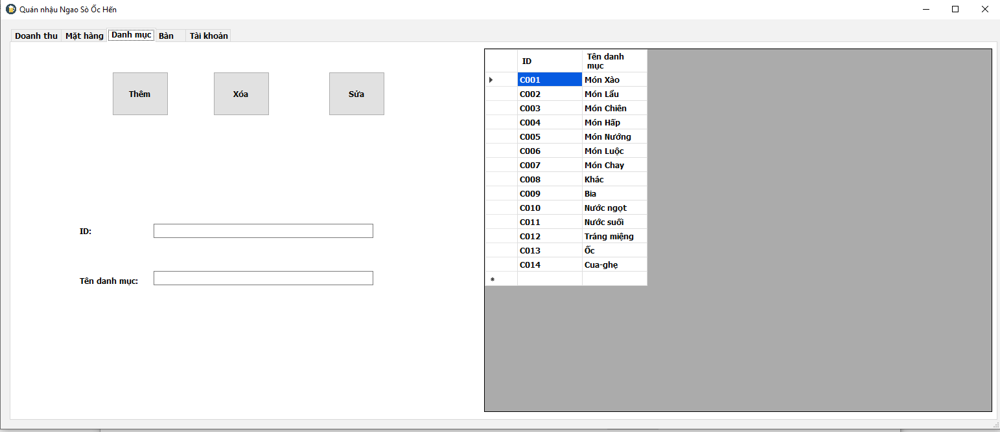 Quán nhậu Ngao Sò Ốc Hến
Doanh thu Mặt hàng Danh mục Bàn Tài khoản
Thêm Xóa Sửa
ID:
Tên danh mục:
ID Tên danh
mục
C001 Món Xào
C002 Món Lẩu
C003 Món Chiên
C004 Món Hấp
C005 Món Nướng
C006 Món Luộc
C007 Món Chay
C008 Khác
C009 Bia
C010 Nước ngọt
C011 Nước suối
C012 Tráng miệng
C013 Ốc
C014 Cua-ghẹ